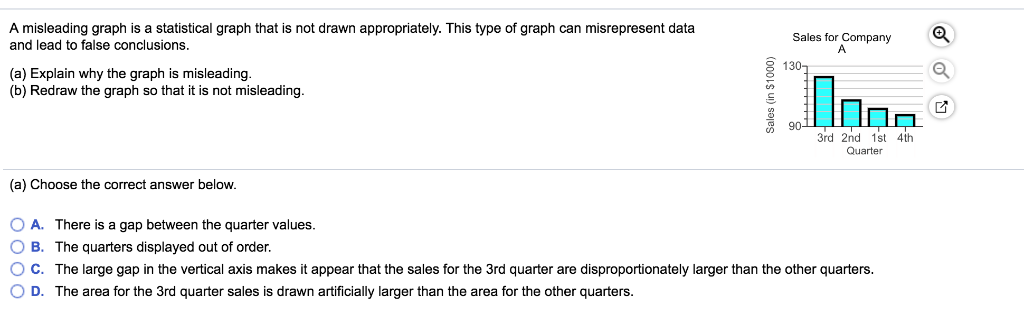 A misleading graph is a statistical graph that is not drawn appropriately. This type of graph can misrepresent data
and lead to false conclusions.
(a) Explain why the graph is misleading.
(b) Redraw the graph so that it is not misleading.
Sales for Company
A
Sales (in $1000)
130
90
3rd 2nd 1st 4th
Quarter
(a) Choose the correct answer below.
A. There is a gap between the quarter values.
B. The quarters displayed out of order.
C. The large gap in the vertical axis makes it appear that the sales for the 3rd quarter are disproportionately larger than the other quarters.
D. The area for the 3rd quarter sales is drawn artificially larger than the area for the other quarters.